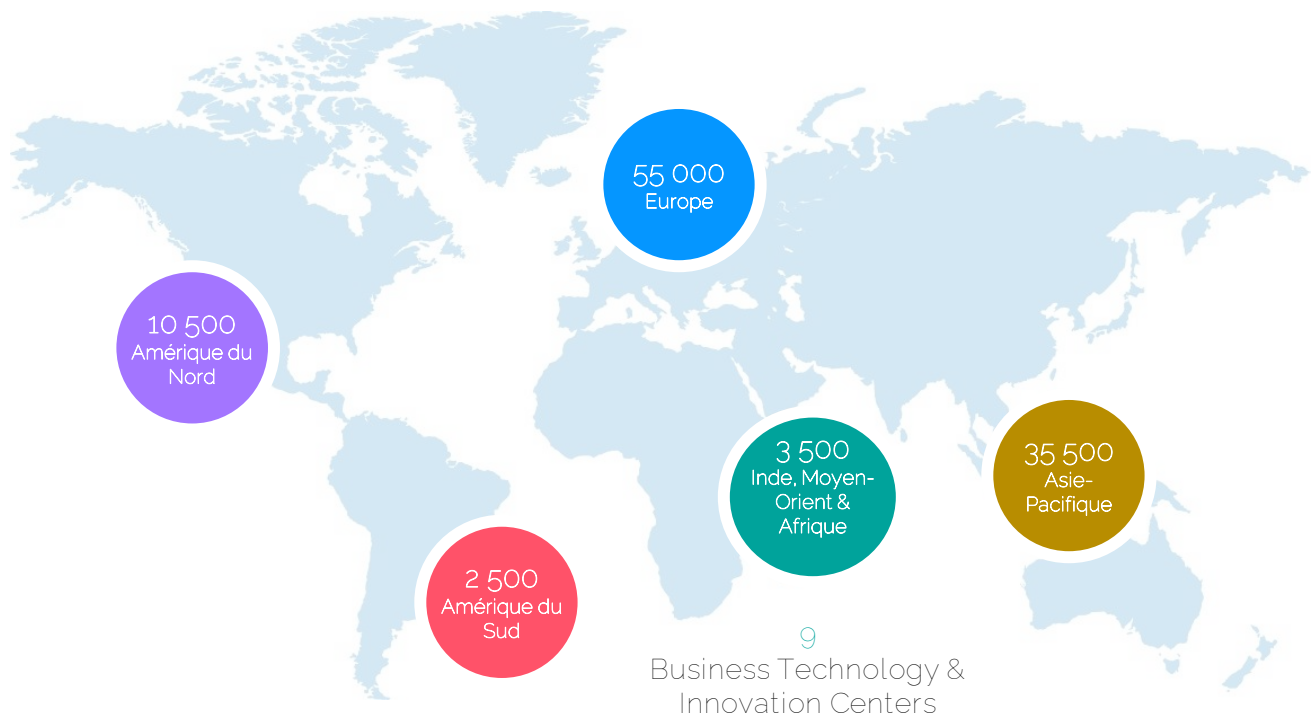 55 000
Europe
10 500
Amérique du
Nord
3 500
Inde, Moyen-
Orient &
Afrique
35 500
Asie-
Pacifique
2 500
Amérique du
Sud
9
Business Technology &
Innovation Centers